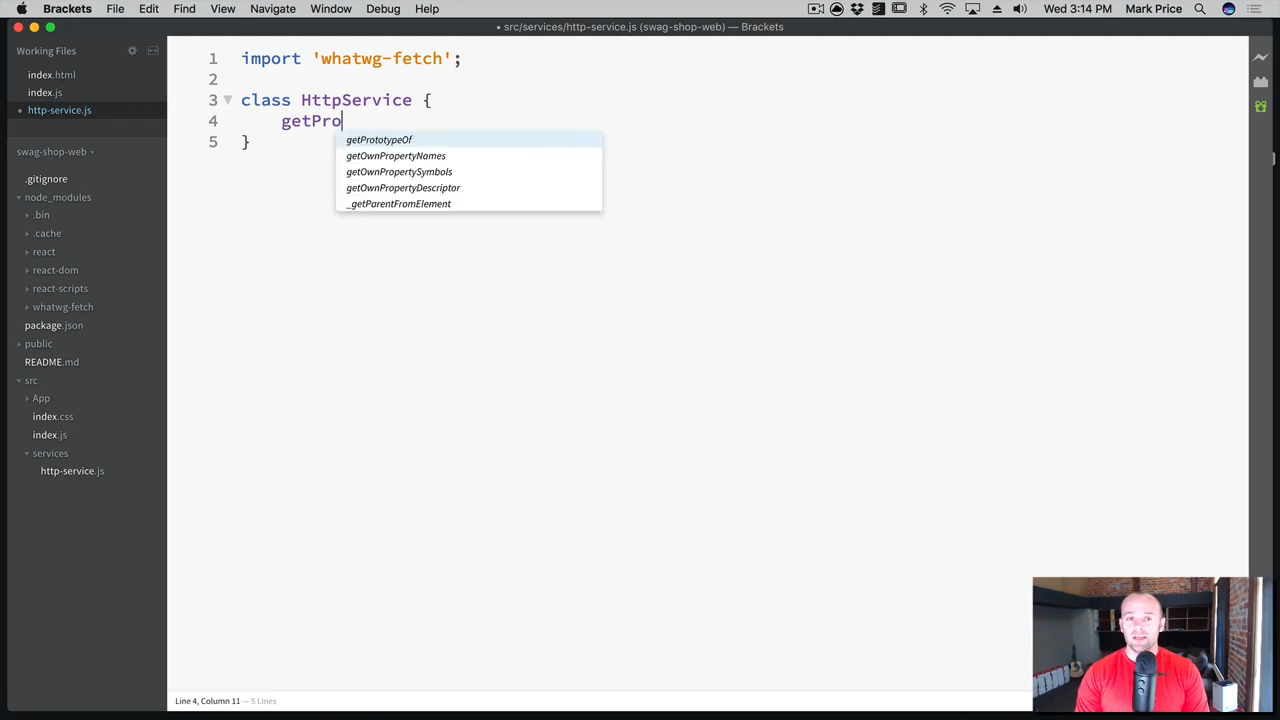 Brackets File Edit Find View Navigate Window Debug Help Wed 3:14 PM Mark Price
• src/services/http-service.js (swag-shop-web) — Brackets
Working Files
index.html
index.js
• http-service.js
swag-shop-web
.gitignore
node_modules
.bin
.cache
react
react-dom
react-scripts
whatwg-fetch
package.json
public
README.md
src
App
index.css
index.js
services
http-service.js
1 import 'whatwg-fetch';
2
3 class HttpService {
4 getPro
5 }
getPrototypeOf
getOwnPropertyNames
getOwnPropertySymbols
getOwnPropertyDescriptor
_getParentFromElement
Line 4, Column 11 — 5 Lines